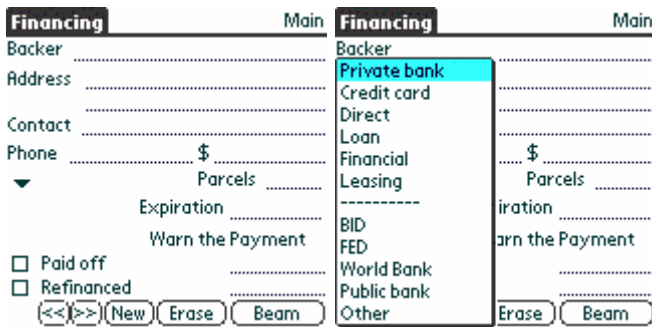 Financing Main
Backer
Address
Contact
Phone $
Parcels
Expiration
Warn the Payment
Paid off
Refinanced
<< >> New Erase Beam
Financing Main
Backer
Private bank
Credit card
Direct
Loan
Financial $
Leasing Parcels
----------
iration
BID
FED arn the Payment
World Bank
Public bank
Other Erase Beam